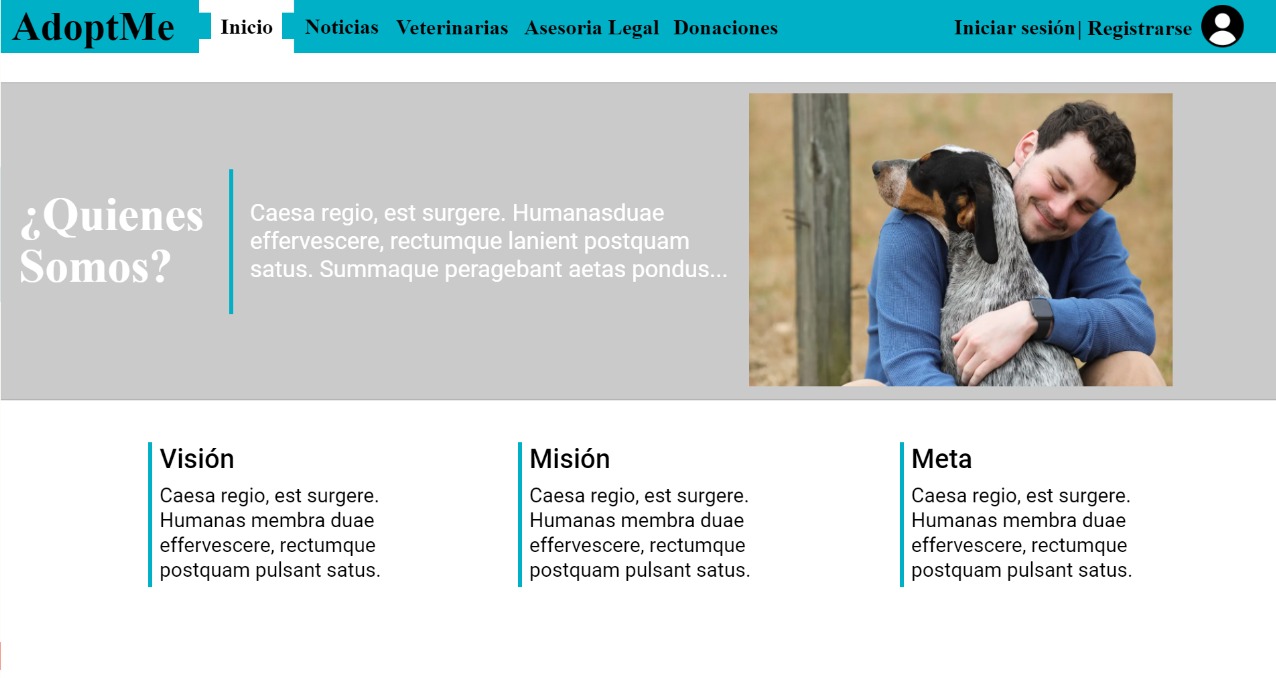 AdoptMe Inicio Noticias Veterinarias Asesoria Legal Donaciones Iniciar sesión| Registrarse
¿Quienes
Somos?
Caesa regio, est surgere. Humanasduae
effervescere, rectumque lanient postquam
satus. Summaque peragebant aetas pondus...
Visión
Caesa regio, est surgere.
Humanas membra duae
effervescere, rectumque
postquam pulsant satus.
Misión
Caesa regio, est surgere.
Humanas membra duae
effervescere, rectumque
postquam pulsant satus.
Meta
Caesa regio, est surgere.
Humanas membra duae
effervescere, rectumque
postquam pulsant satus.